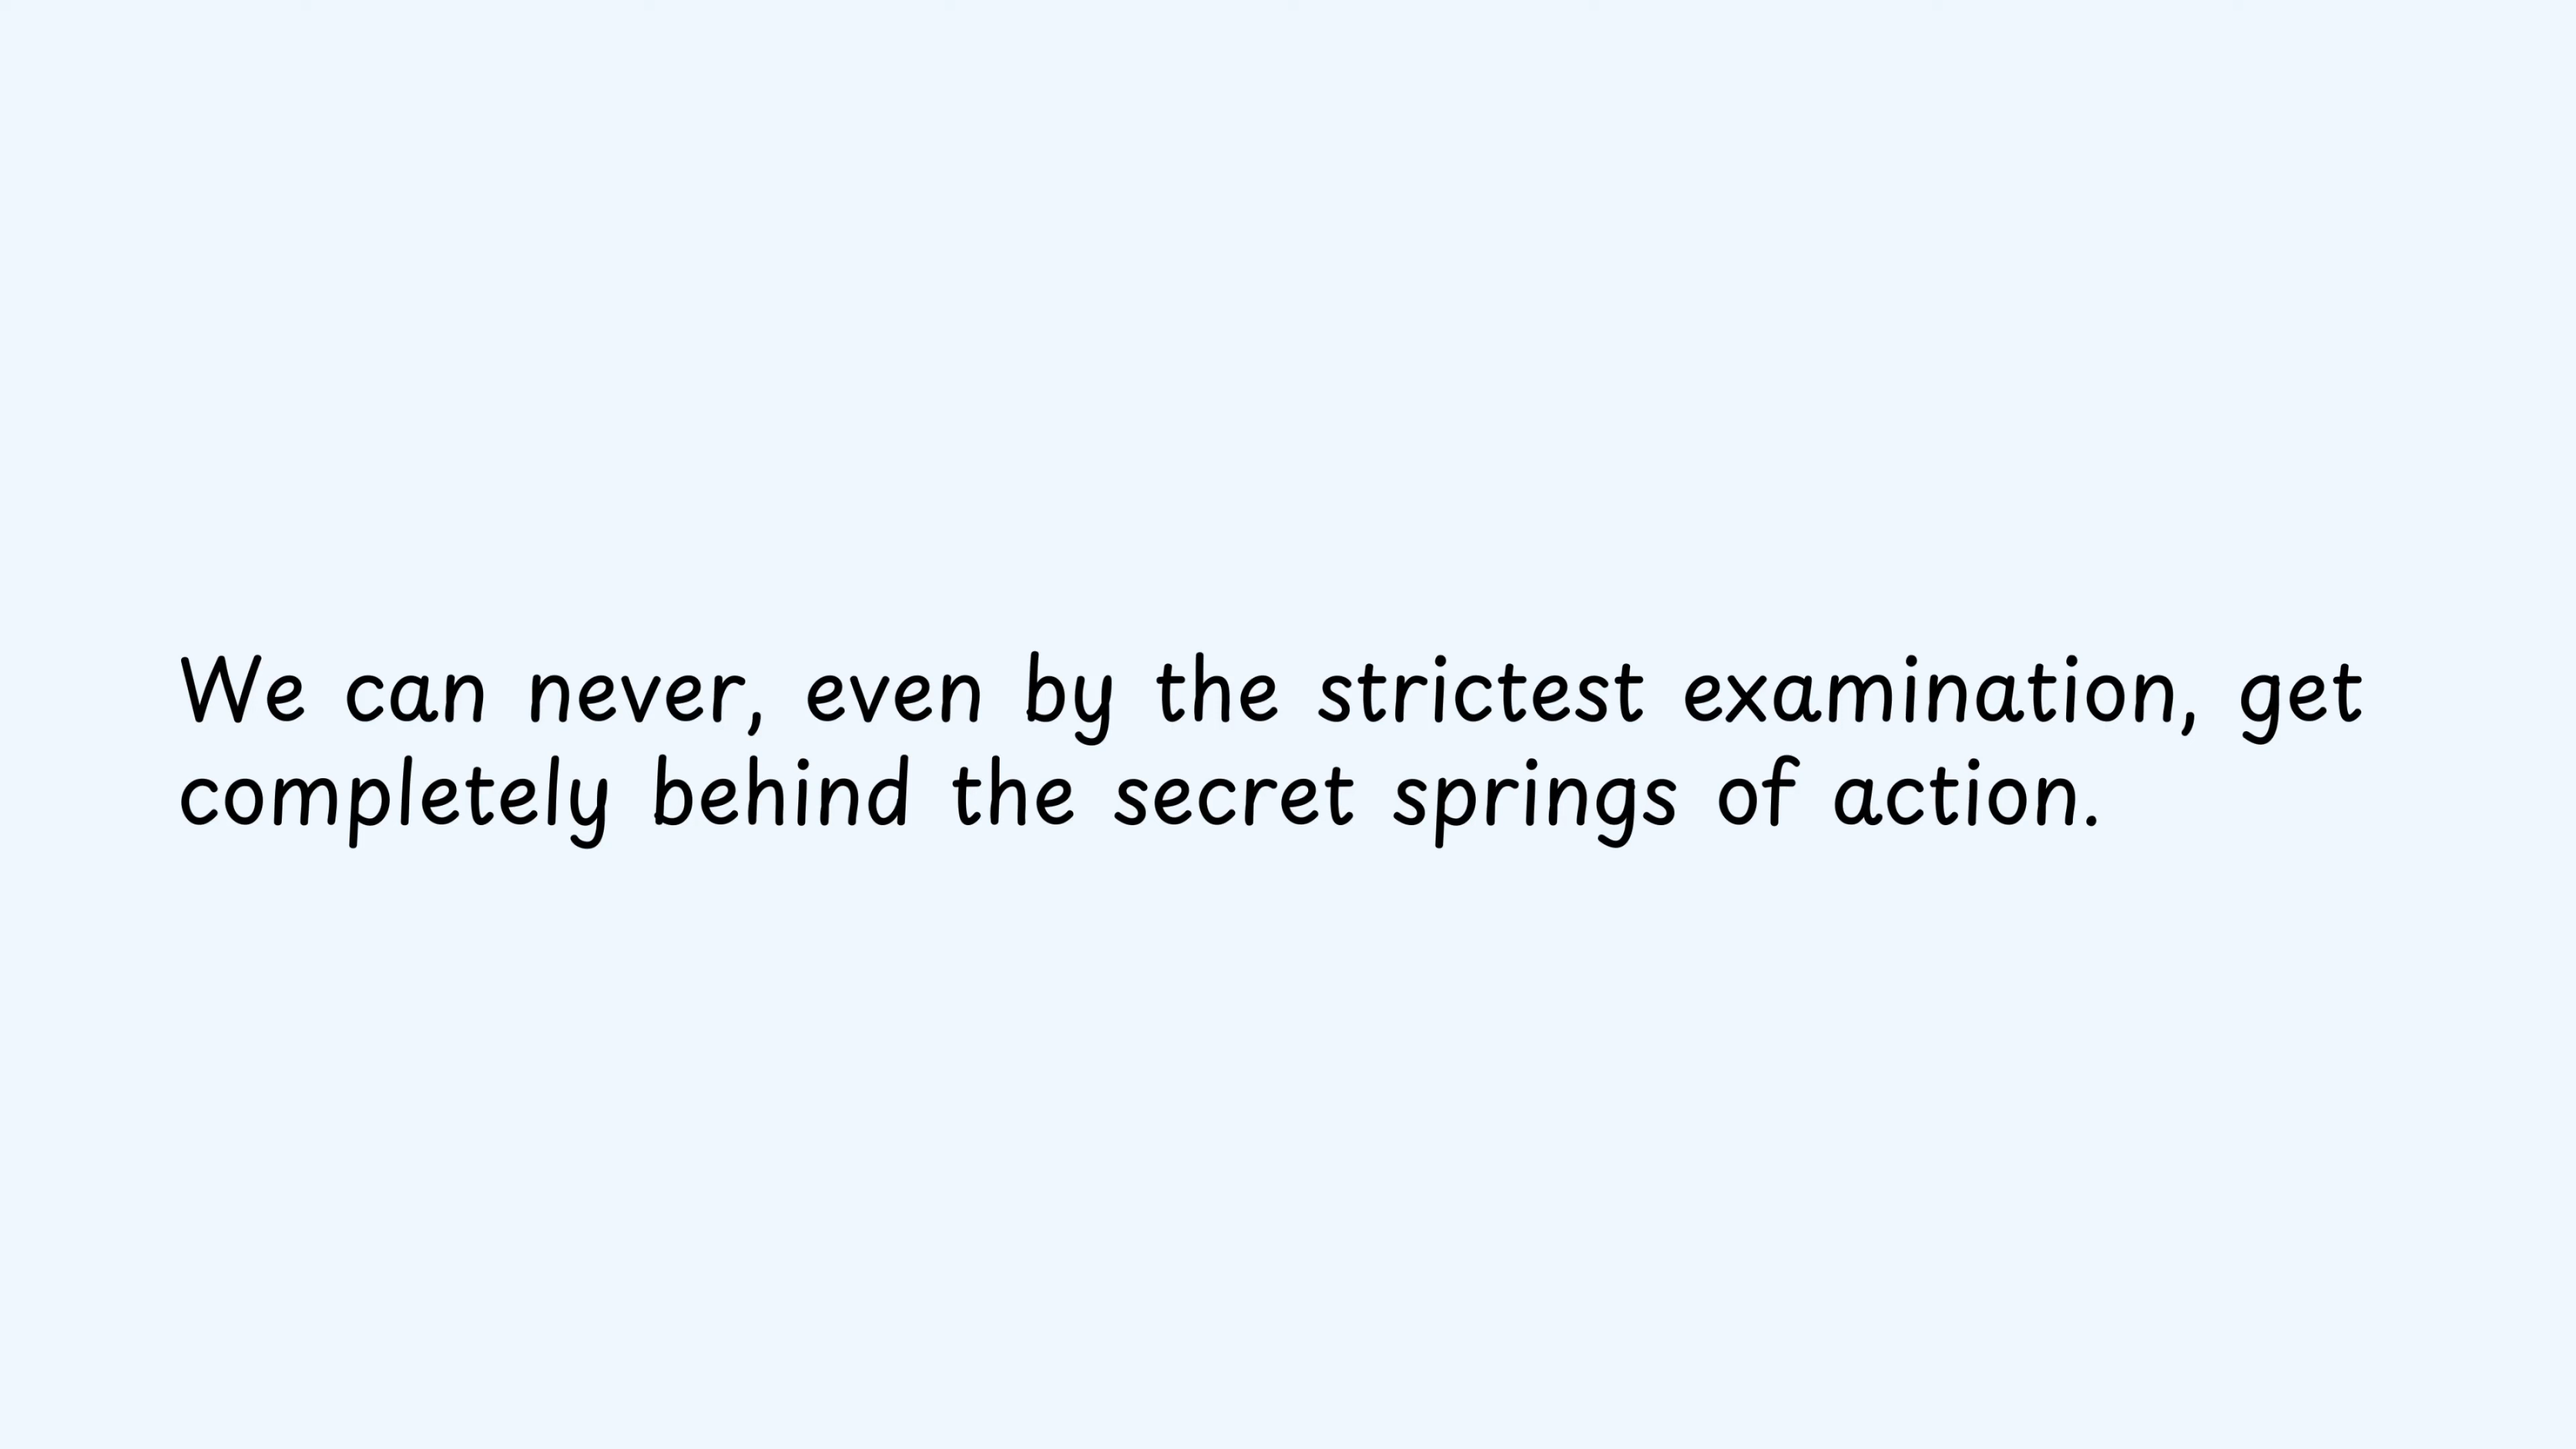 We can never, even by the strictest examination, get
completely behind the secret springs of action.